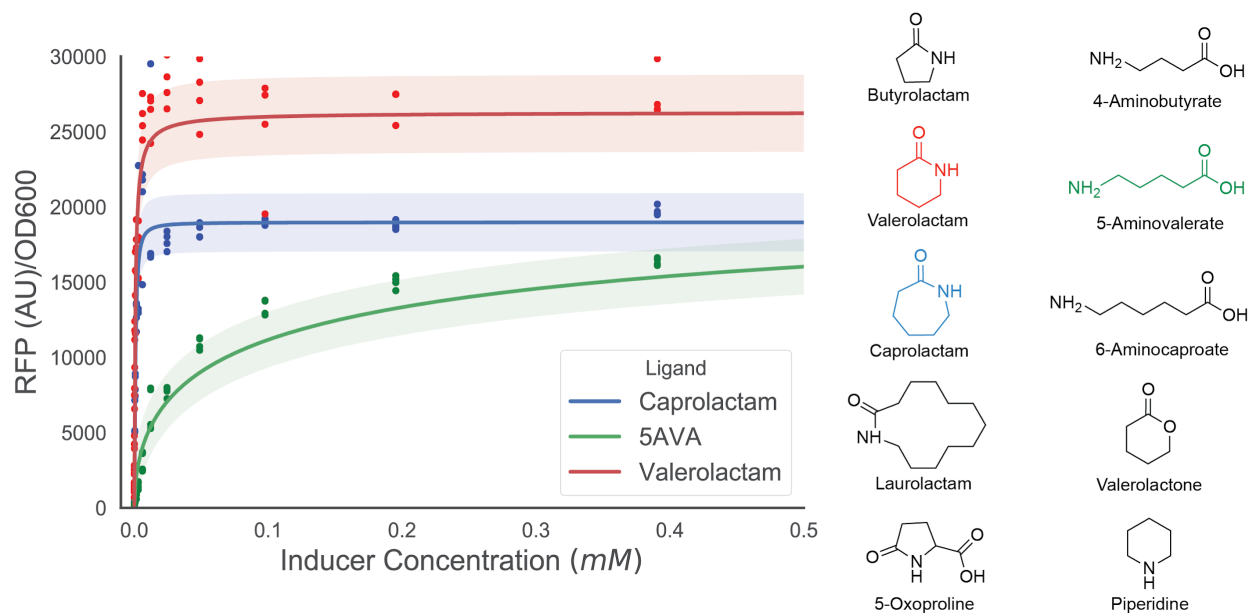 RFP (AU)/OD600
30000
25000
20000
15000
10000
5000
0
0.0 0.1 0.2 0.3 0.4 0.5
Inducer Concentration (mM)
Ligand
Caprolactam
5AVA
Valerolactam
O
NH
Butyrolactam
NH₂
O
OH
4-Aminobutyrate
O
NH
Valerolactam
NH₂
O
OH
5-Aminovalerate
O
NH
Caprolactam
NH₂
O
OH
6-Aminocaproate
O
NH
Laurolactam
O
O
Valerolactone
O
N
H
O
OH
5-Oxoproline
N
H
Piperidine